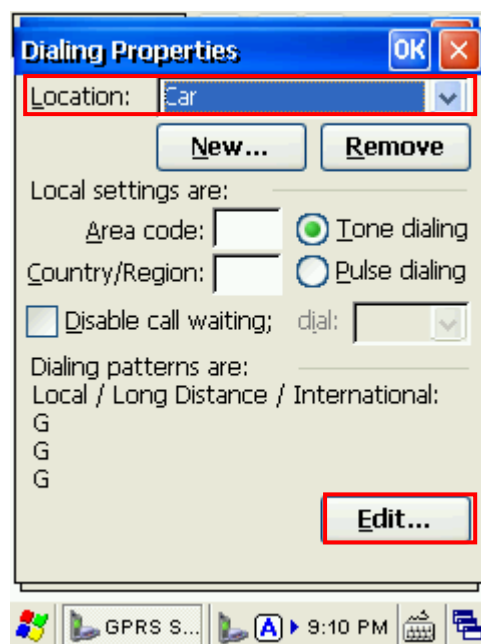 Dialing Properties OK
Location: Car
New... Remove
Local settings are:
Area code: Tone dialing
Country/Region: Pulse dialing
Disable call waiting; dial:
Dialing patterns are:
Local / Long Distance / International:
G
G
G
Edit...
GPRS S... A 9:10 PM